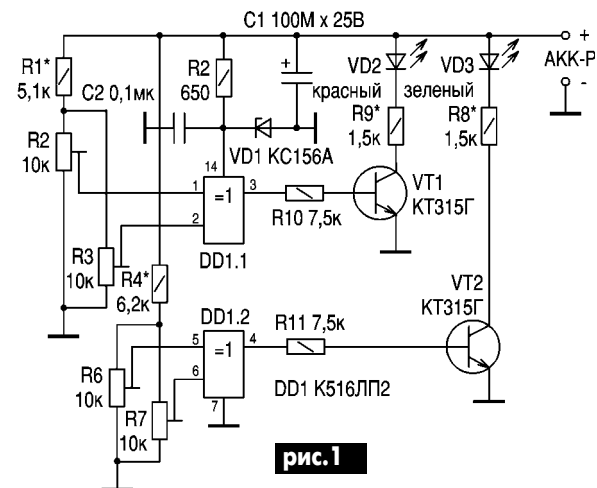 C1 100М x 25В
+
АКК-Р
-
R1*
5,1к
R2
650
+
C2 0,1мк
VD2
красный
VD3
зеленый
R9*
1,5к
R8*
1,5к
R2
10к
VD1 КС156А
14
1
=1
3
2
DD1.1
R10 7,5к
VT1
КТ315Г
R3
10к
R4*
6,2к
VT2
КТ315Г
DD1.2
5
=1
4
6
7
R11 7,5к
R6
10к
R7
10к
DD1 К516ЛП2
рис.1